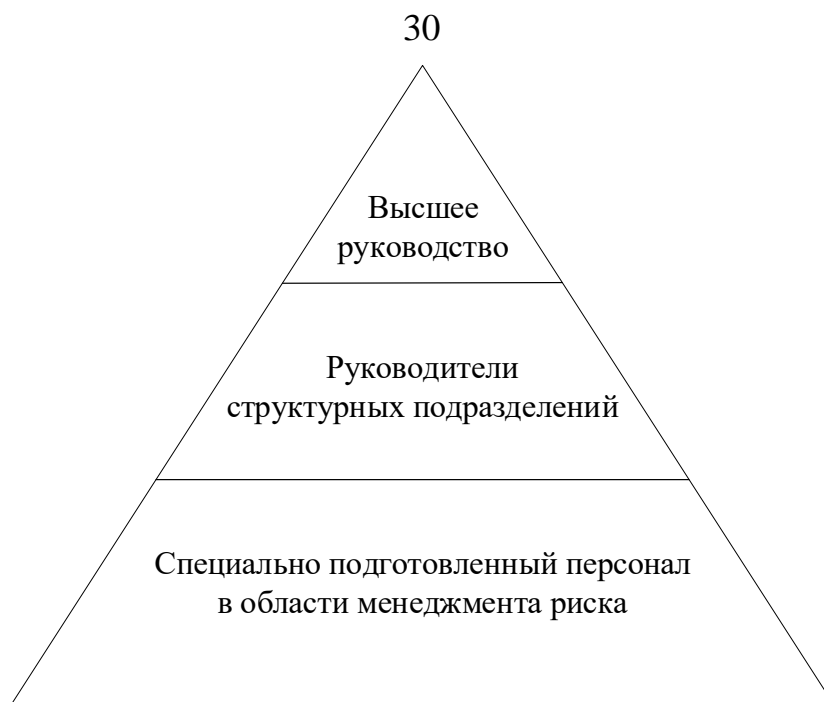 30
Высшее
руководство
Руководители
структурных подразделений
Специально подготовленный персонал
в области менеджмента риска